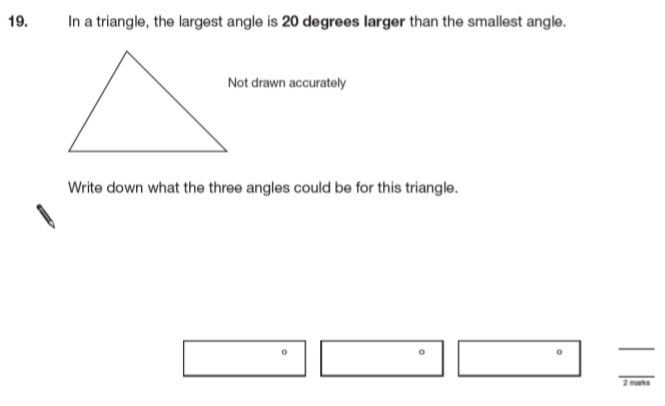 19. In a triangle, the largest angle is 20 degrees larger than the smallest angle.
Not drawn accurately
Write down what the three angles could be for this triangle.
° ° °
2 marks